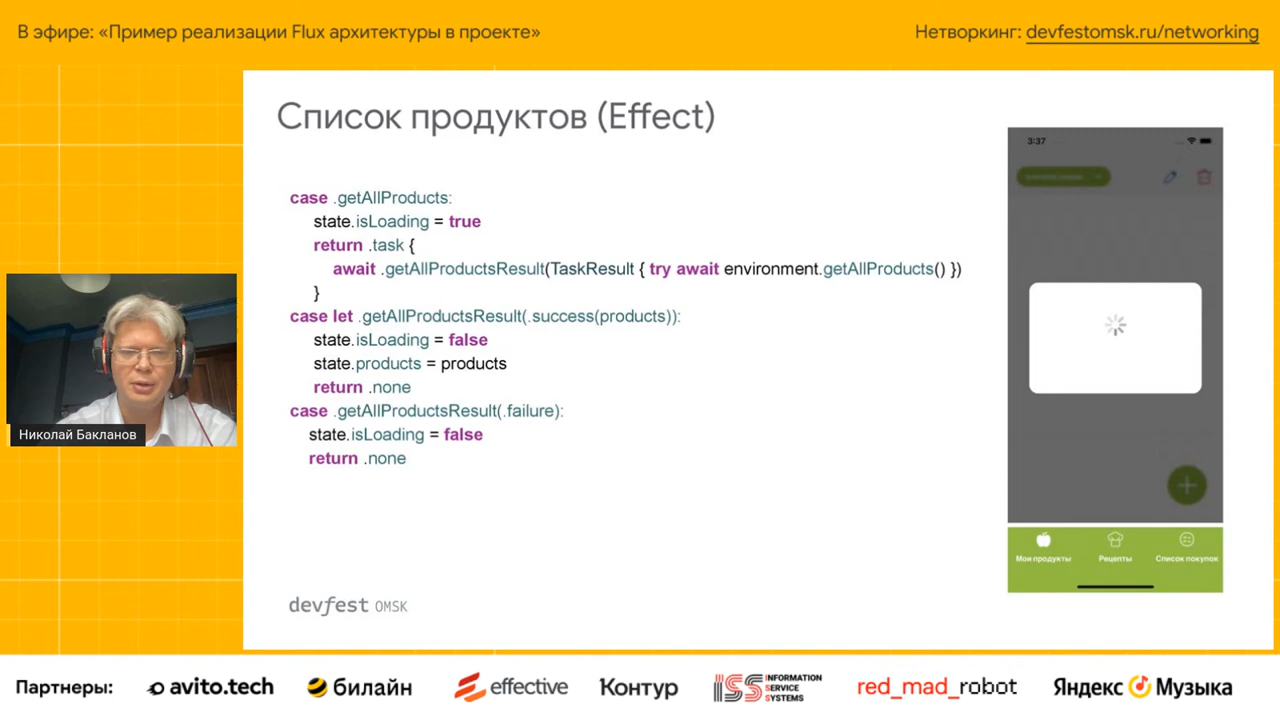 В эфире: «Пример реализации Flux архитектуры в проекте»
Нетворкинг: devfestomsk.ru/networking
Список продуктов (Effect)
case .getAllProducts:
state.isLoading = true
return .task {
await .getAllProductsResult(TaskResult { try await environment.getAllProducts() })
}
case let .getAllProductsResult(.success(products)):
state.isLoading = false
state.products = products
return .none
case .getAllProductsResult(.failure):
state.isLoading = false
return .none
3:37
Мои продукты
Рецепты
Список покупок
Николай Бакланов
devfest OMSK
Партнеры:
avito.tech
билайн
effective
Контур
ISS INFORMATION
SERVICE
SYSTEMS
red_mad_robot
Яндекс Музыка